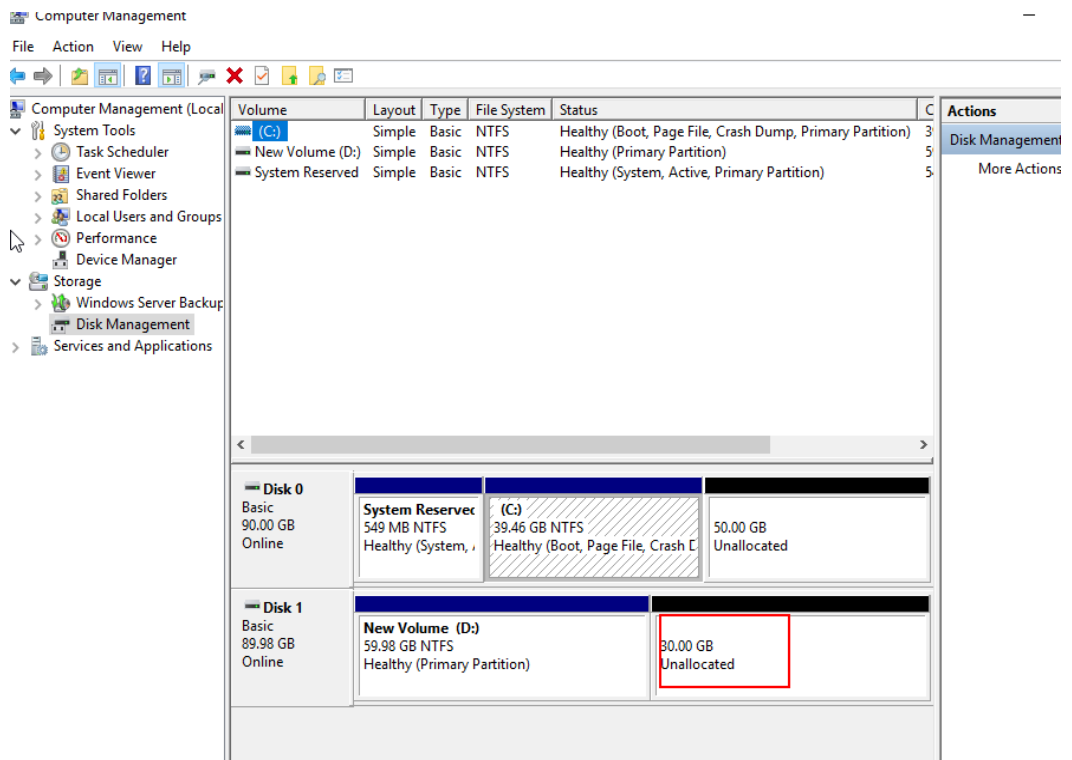 Computer Management
File Action View Help
Computer Management (Local
System Tools
Task Scheduler
Event Viewer
Shared Folders
Local Users and Groups
Performance
Device Manager
Storage
Windows Server Backup
Disk Management
Services and Applications
Volume Layout Type File System Status C
(C:) Simple Basic NTFS Healthy (Boot, Page File, Crash Dump, Primary Partition) 39
New Volume (D:) Simple Basic NTFS Healthy (Primary Partition) 59
System Reserved Simple Basic NTFS Healthy (System, Active, Primary Partition) 54
Actions
Disk Management
More Actions
Disk 0
Basic
90.00 GB
Online
System Reserved
549 MB NTFS
Healthy (System, A
(C:)
39.46 GB NTFS
Healthy (Boot, Page File, Crash D
50.00 GB
Unallocated
Disk 1
Basic
89.98 GB
Online
New Volume (D:)
59.98 GB NTFS
Healthy (Primary Partition)
30.00 GB
Unallocated